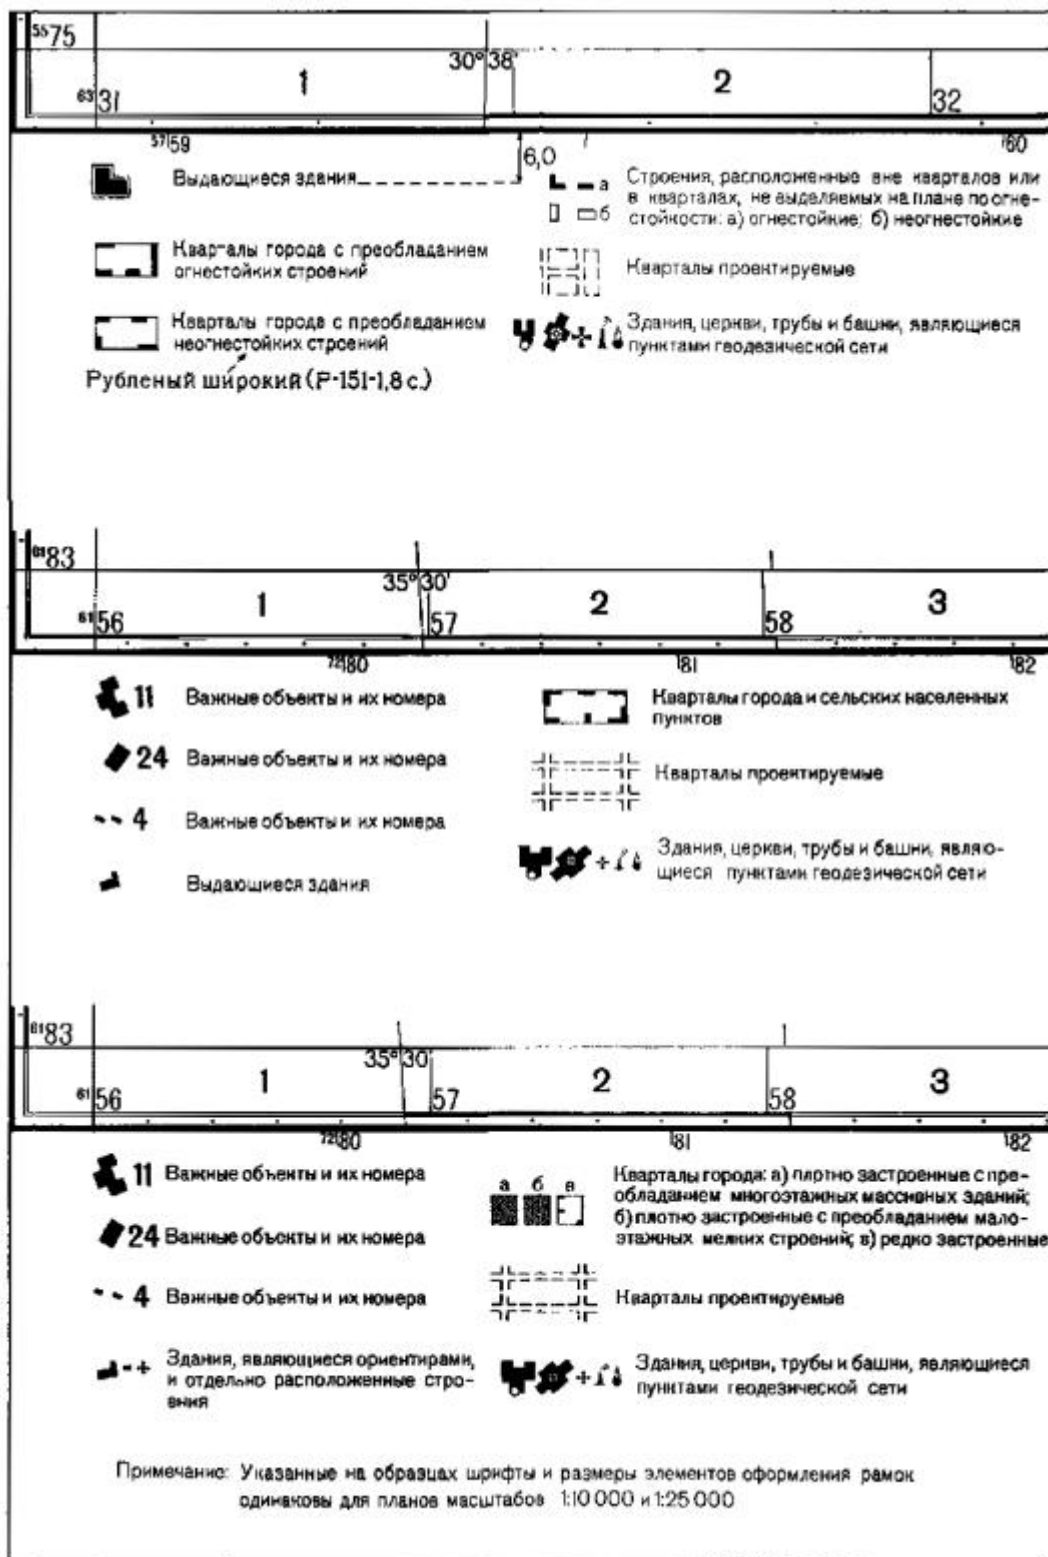 5575
1
30°38'
2
6331
32
5759
60
6,0
Выдающиеся здания
а
б
Строения, расположенные вне кварталов или
в кварталах, не выделяемых на плане по огне-
стойкости: а) огнестойкие; б) неогнестойкие
Кварталы города с преобладанием
огнестойких строений
Кварталы проектируемые
Кварталы города с преобладанием
неогнестойких строений
Здания, церкви, трубы и башни, являющиеся
пунктами геодезической сети
Рубленый широкий (Р-151-1,8 с.)
6183
1
35°30'
2
3
6156
57
58
7280
81
82
11 Важные объекты и их номера
Кварталы города и сельских населенных
пунктов
24 Важные объекты и их номера
Кварталы проектируемые
4 Важные объекты и их номера
Здания, церкви, трубы и башни, являю-
щиеся пунктами геодезической сети
Выдающиеся здания
6183
1
35°30'
2
3
6156
57
58
7280
81
82
11 Важные объекты и их номера
а б в
Кварталы города: а) плотно застроенные с пре-
обладанием многоэтажных массивных зданий;
б) плотно застроенные с преобладанием мало-
этажных мелких строений; в) редко застроенные
24 Важные объекты и их номера
4 Важные объекты и их номера
Кварталы проектируемые
Здания, являющиеся ориентирами,
и отдельно расположенные стро-
ения
Здания, церкви, трубы и башни, являющиеся
пунктами геодезической сети
Примечание: Указанные на образцах шрифты и размеры элементов оформления рамок
одинаковы для планов масштабов 1:10 000 и 1:25 000